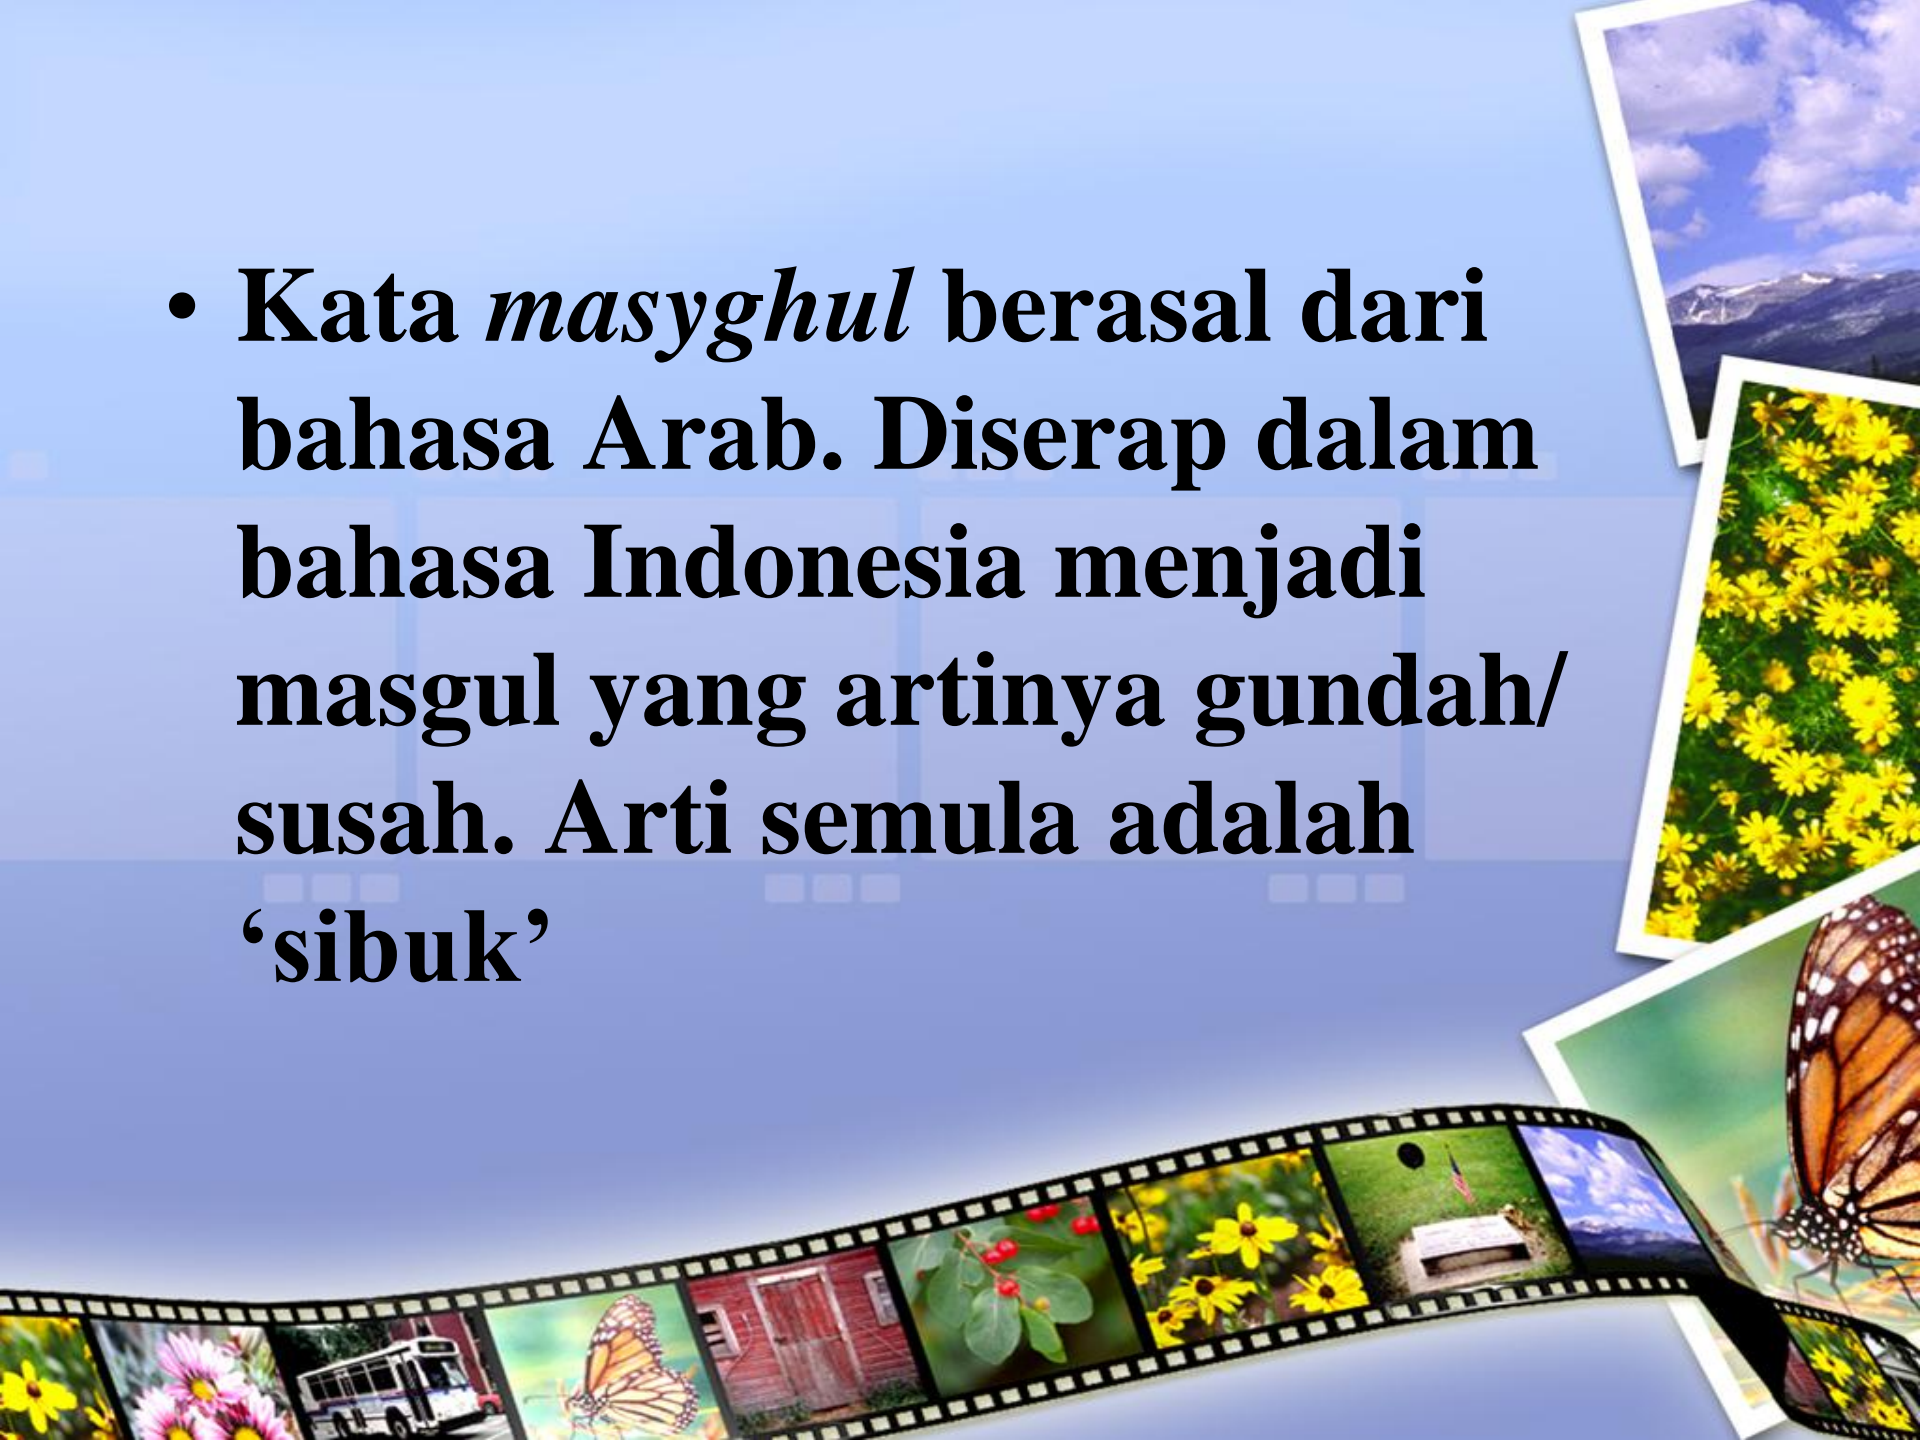 • Kata masyghul berasal dari
bahasa Arab. Diserap dalam
bahasa Indonesia menjadi
masgul yang artinya gundah/
susah. Arti semula adalah
‘sibuk’